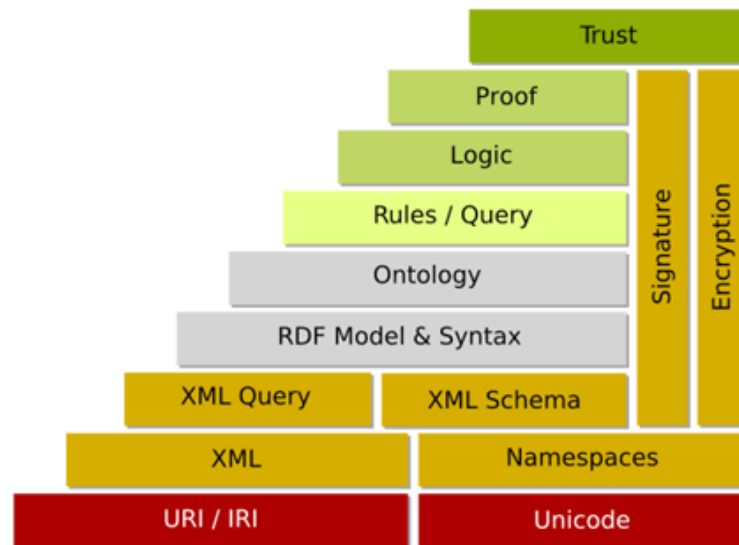 Trust
Proof
Logic
Rules / Query
Ontology
RDF Model & Syntax
Signature
Encryption
XML Query
XML Schema
XML
Namespaces
URI / IRI
Unicode